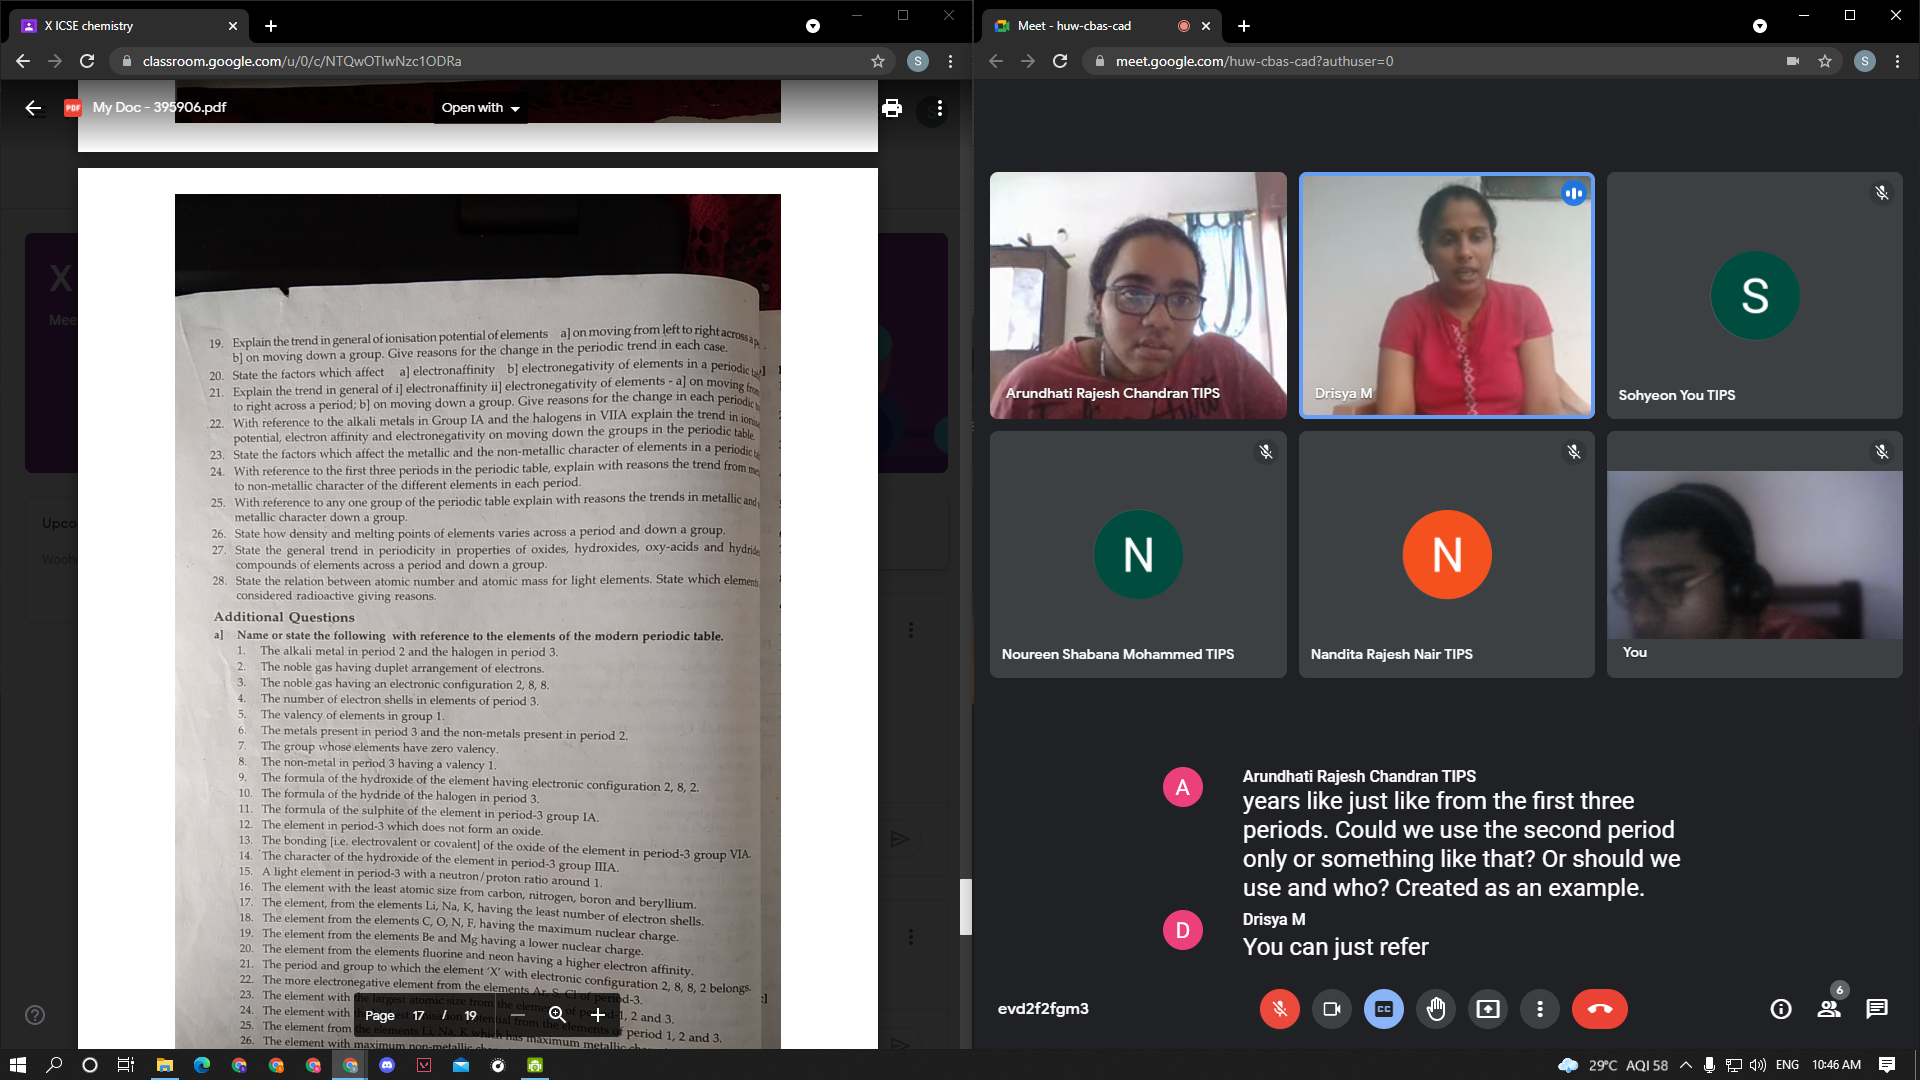 X ICSE chemistry
classroom.google.com/u/0/c/NTQwOTIwNzc1ODRa
S
My Doc - 395906.pdf
Open with
19. Explain the trend in general of ionisation potential of elements a] on moving from left to right across a
b] on moving down a group. Give reasons for the change in the periodic trend in each case.
20. State the factors which affect a] electronaffinity b] electronegativity of elements in a periodic
21. Explain the trend in general of i] electronaffinity ii] electronegativity of elements - a] on moving from
to right across a period; b] on moving down a group. Give reasons for the change in each periodic
22. With reference to the alkali metals in Group IA and the halogens in VIIA explain the trend in
potential, electron affinity and electronegativity on moving down the groups in the periodic table.
23. State the factors which affect the metallic and the non-metallic character of elements in a periodic
24. With reference to the first three periods in the periodic table, explain with reasons the trend from
to non-metallic character of the different elements in each period.
25. With reference to any one group of the periodic table explain with reasons the trends in metallic and
metallic character down a group.
26. State how density and melting points of elements varies across a period and down a group.
27. State the general trend in periodicity in properties of oxides, hydroxides, oxy-acids and hydride
compounds of elements across a period and down a group.
28. State the relation between atomic number and atomic mass for light elements. State which elements
considered radioactive giving reasons.
Additional Questions
a] Name or state the following with reference to the elements of the modern periodic table.
1. The alkali metal in period 2 and the halogen in period 3.
2. The noble gas having duplet arrangement of electrons.
3. The noble gas having an electronic configuration 2, 8, 8.
4. The number of electron shells in elements of period 3.
5. The valency of elements in group 1.
6. The metals present in period 3 and the non-metals present in period 2.
7. The group whose elements have zero valency.
8. The non-metal in period 3 having a valency 1.
9. The formula of the hydroxide of the element having electronic configuration 2, 8, 2.
10. The formula of the hydride of the halogen in period 3.
11. The formula of the sulphite of the element in period-3 group IA.
12. The element in period-3 which does not form an oxide.
13. The bonding [i.e. electrovalent or covalent] of the oxide of the element in period-3 group VIA.
14. The character of the hydroxide of the element in period-3 group IIIA.
15. A light element in period-3 with a neutron/proton ratio around 1.
16. The element with the least atomic size from carbon, nitrogen, boron and beryllium.
17. The element, from the elements Li, Na, K, having the least number of electron shells.
18. The element from the elements C, O, N, F, having the maximum nuclear charge.
19. The element from the elements Be and Mg having a lower nuclear charge.
20. The element from the elements fluorine and neon having a higher electron affinity.
21. The period and group to which the element 'X' with electronic configuration 2, 8, 8, 2 belongs.
22. The more electronegative element from the elements Ar, S, Cl of period-3.
23. The element with the largest atomic size from the elements of period-1, 2 and 3.
24. The element with the of period 1, 2 and 3.
25. The element from the elements Li, Na, K which has maximum metallic
26. The element with maximum non-metallic
Page 17 / 19
Meet - huw-cbas-cad
meet.google.com/huw-cbas-cad?authuser=0
S
Arundhati Rajesh Chandran TIPS
Drisya M
S
Sohyeon You TIPS
N
Noureen Shabana Mohammed TIPS
N
Nandita Rajesh Nair TIPS
You
A
Arundhati Rajesh Chandran TIPS
years like just like from the first three
periods. Could we use the second period
only or something like that? Or should we
use and who? Created as an example.
D
Drisya M
You can just refer
evd2f2fgm3
6
29°C AQI 58
ENG
10:46 AM